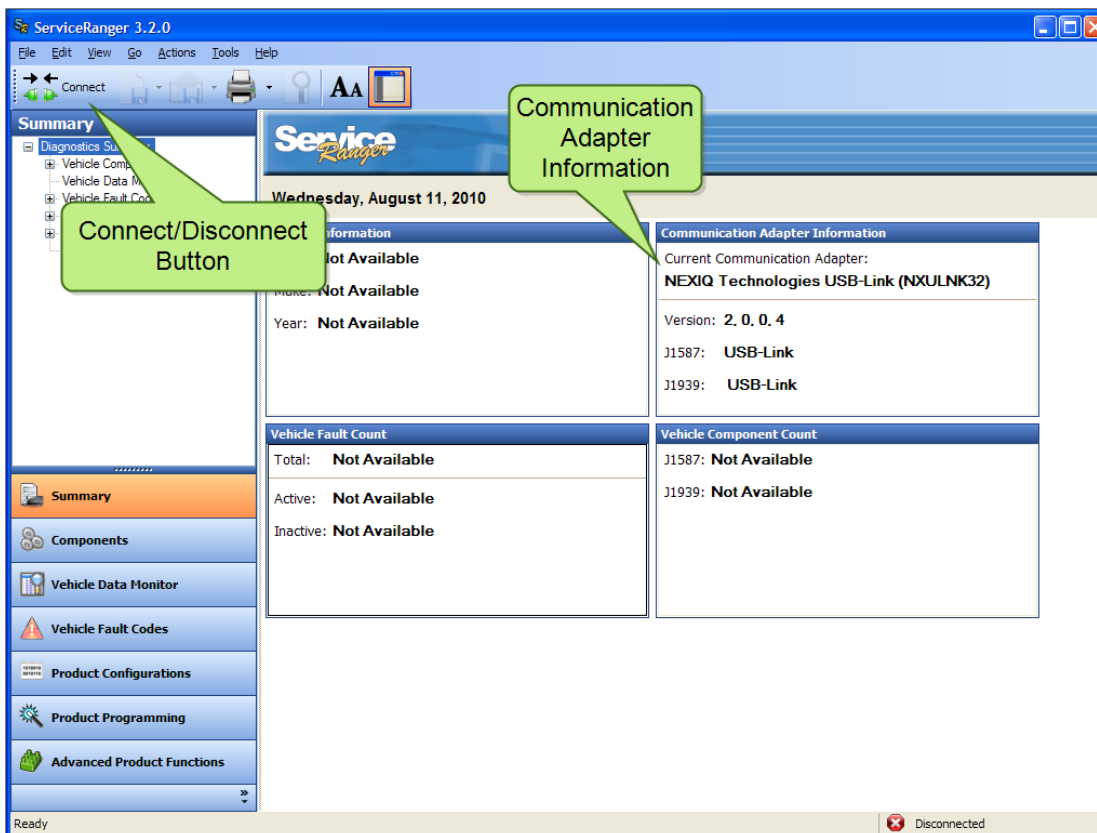 ServiceRanger 3.2.0
File Edit View Go Actions Tools Help
Connect
AA
Communication
Adapter
Information
Summary
Diagnostics Su
Vehicle Comp
Vehicle Data M
Vehicle Fault Cod
Connect/Disconnect
Button
Service
Ranger
Wednesday, August 11, 2010
nformation
Not Available
Make: Not Available
Year: Not Available
Communication Adapter Information
Current Communication Adapter:
NEXIQ Technologies USB-Link (NXULNK32)
Version: 2, 0, 0, 4
J1587: USB-Link
J1939: USB-Link
Vehicle Fault Count
Total: Not Available
Active: Not Available
Inactive: Not Available
Vehicle Component Count
J1587: Not Available
J1939: Not Available
Summary
Components
Vehicle Data Monitor
Vehicle Fault Codes
Product Configurations
Product Programming
Advanced Product Functions
Ready
Disconnected